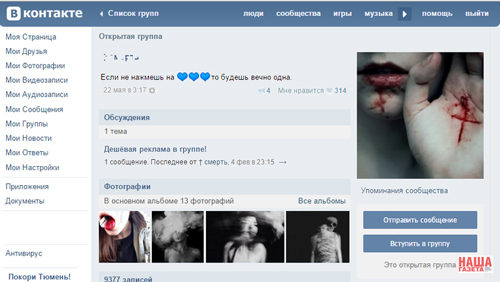 В контакте
Список групп
люди сообщества игры музыка помощь выйти
Моя Страница
Мои Друзья
Мои Фотографии
Мои Видеозаписи
Мои Аудиозаписи
Мои Сообщения
Мои Группы
Мои Новости
Мои Ответы
Мои Настройки
Приложения
Документы
Антивирус
Покори Тюмень!
Открытая группа
Если не нажмешь на 💙💙💙то будешь вечно одна.
22 мая в 3:17
4 Мне нравится 314
Обсуждения
1 тема
Дешёвая реклама в группе!
1 сообщение. Последнее от † смерть, 4 фев в 23:15 →
Фотографии
В основном альбоме 13 фотографий Все альбомы
9377 записей
Упоминания сообщества
Отправить сообщение
Вступить в группу
Это открытая группа
НАША
ГАЗЕТА